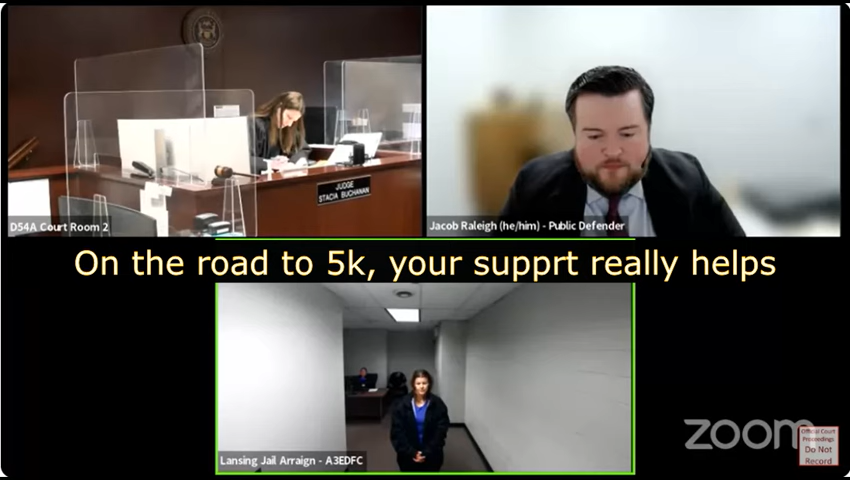 JUDGE
STACIA BUCHANAN
D54A Court Room 2
Jacob Raleigh (he/him) - Public Defender
On the road to 5k, your supprt really helps
Lansing Jail Arraign - A3EDFC
zoom
Official Court
Proceedings
Do Not
Record